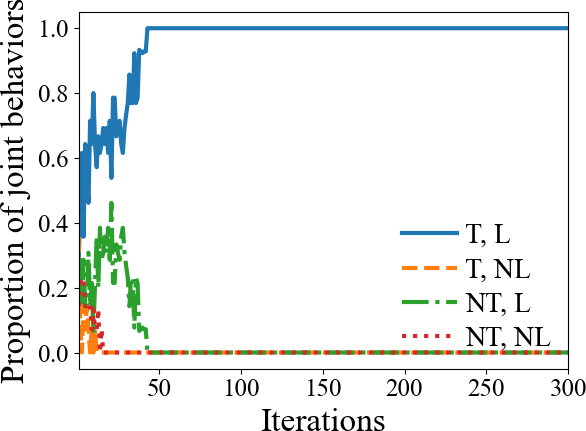 Proportion of joint behaviors
1.0
0.8
0.6
0.4
0.2
0.0
T, L
T, NL
NT, L
NT, NL
50 100 150 200 250 300
Iterations